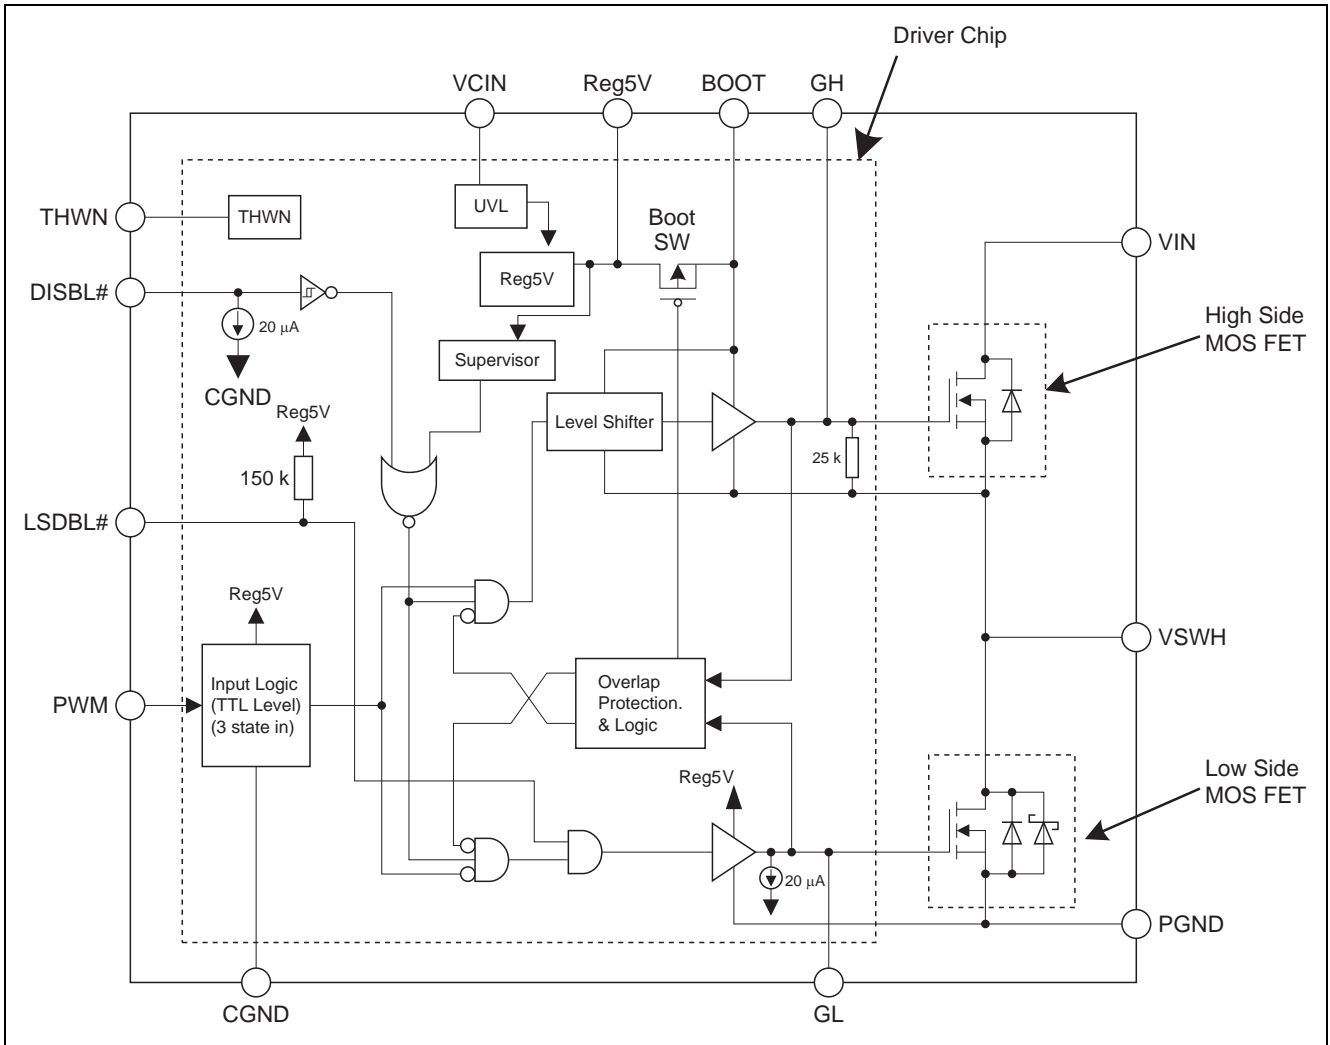 Driver Chip
VCIN
Reg5V
BOOT
GH
THWN
THWN
UVL
Boot
SW
VIN
DISBL#
Reg5V
20 μA
High Side
MOS FET
Supervisor
CGND
Reg5V
Level Shifter
150 k
25 k
LSDBL#
Reg5V
VSWH
PWM
Input Logic
(TTL Level)
(3 state in)
Overlap
Protection.
& Logic
Reg5V
Low Side
MOS FET
20 μA
PGND
CGND
GL